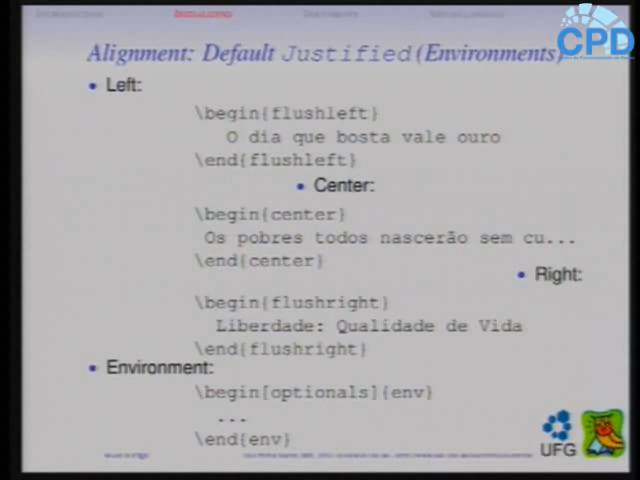 Alignment: Default Justified (Environments)
CPD
• Left:
\begin{flushleft}
O dia que bosta vale ouro
\end{flushleft}
• Center:
\begin{center}
Os pobres todos nascerão sem cu...
\end{center}
• Right:
\begin{flushright}
Liberdade: Qualidade de Vida
\end{flushright}
• Environment:
\begin[optionals]{env}
...
\end{env}
UFG